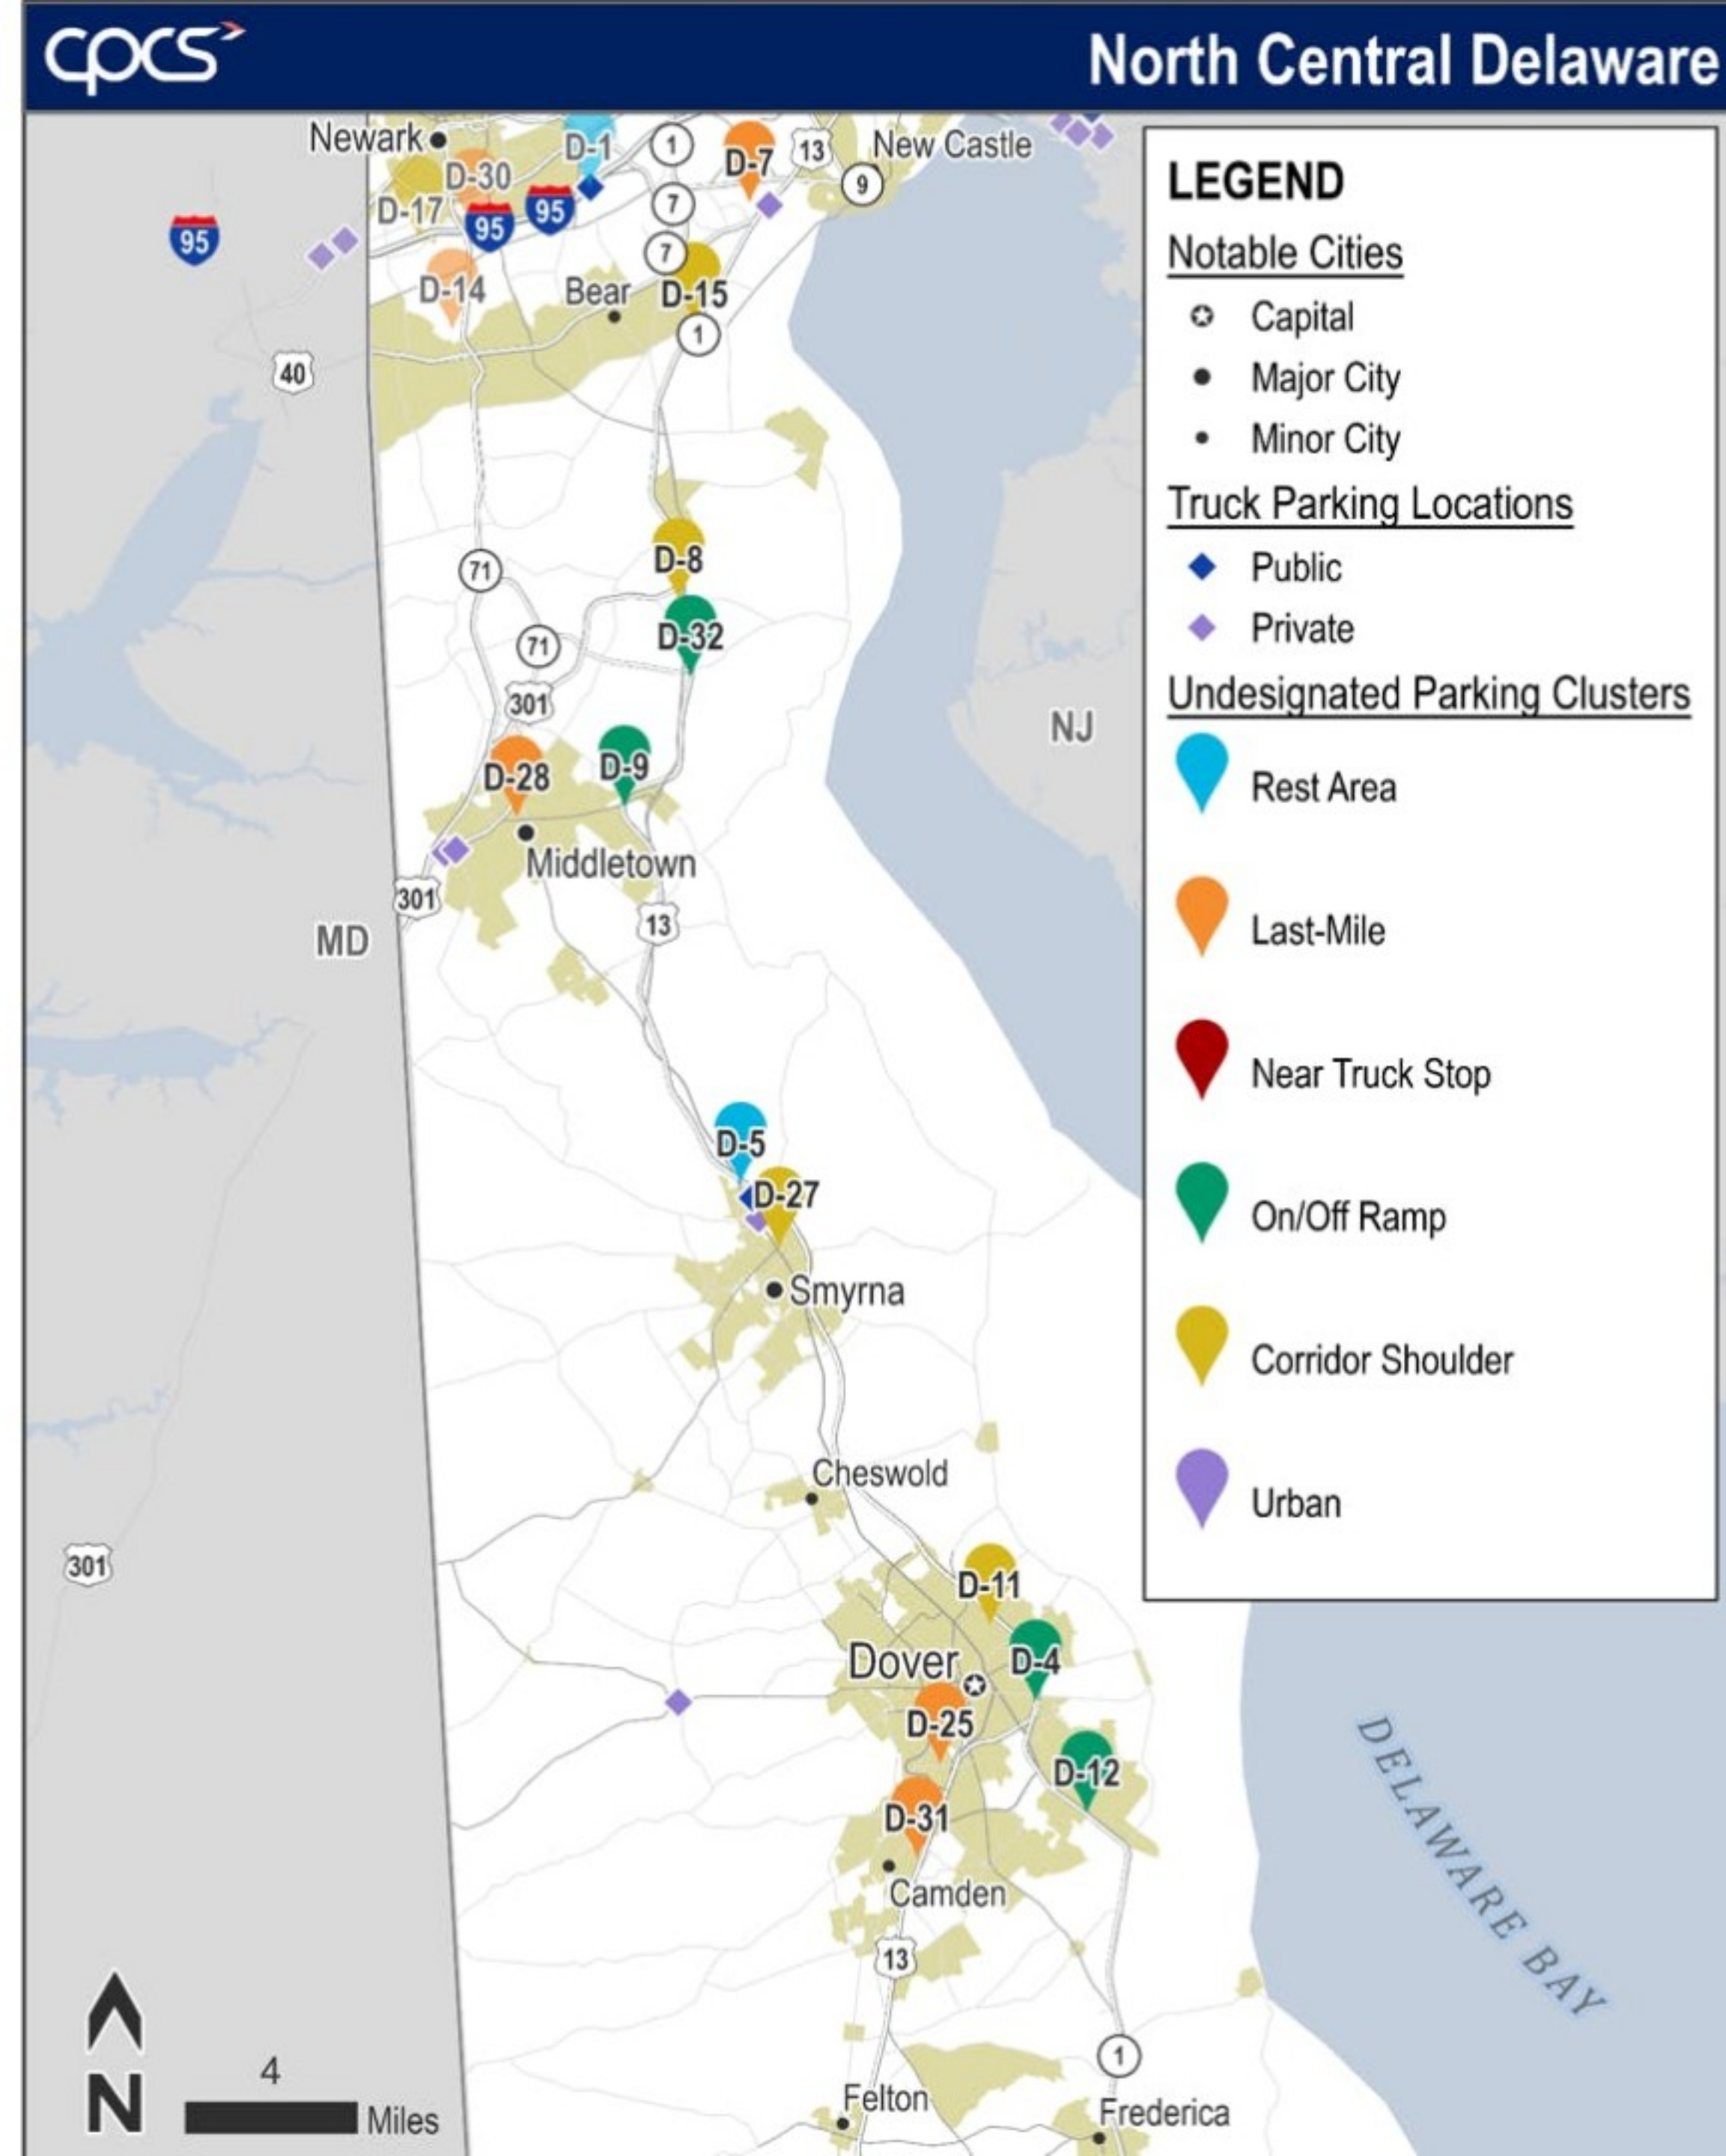 cpcs
North Central Delaware
Newark
D-1
1
D-7
13
New Castle
D-30
9
D-17
95
95
7
95
7
D-14
Bear
D-15
1
40
D-8
71
D-32
71
301
D-28
D-9
Middletown
301
13
MD
NJ
D-5
D-27
Smyrna
Cheswold
301
D-11
Dover
D-4
D-25
D-12
D-31
Camden
13
DELAWARE BAY
1
Felton
Frederica
N
4
Miles
LEGEND
Notable Cities
Capital
Major City
Minor City
Truck Parking Locations
Public
Private
Undesignated Parking Clusters
Rest Area
Last-Mile
Near Truck Stop
On/Off Ramp
Corridor Shoulder
Urban